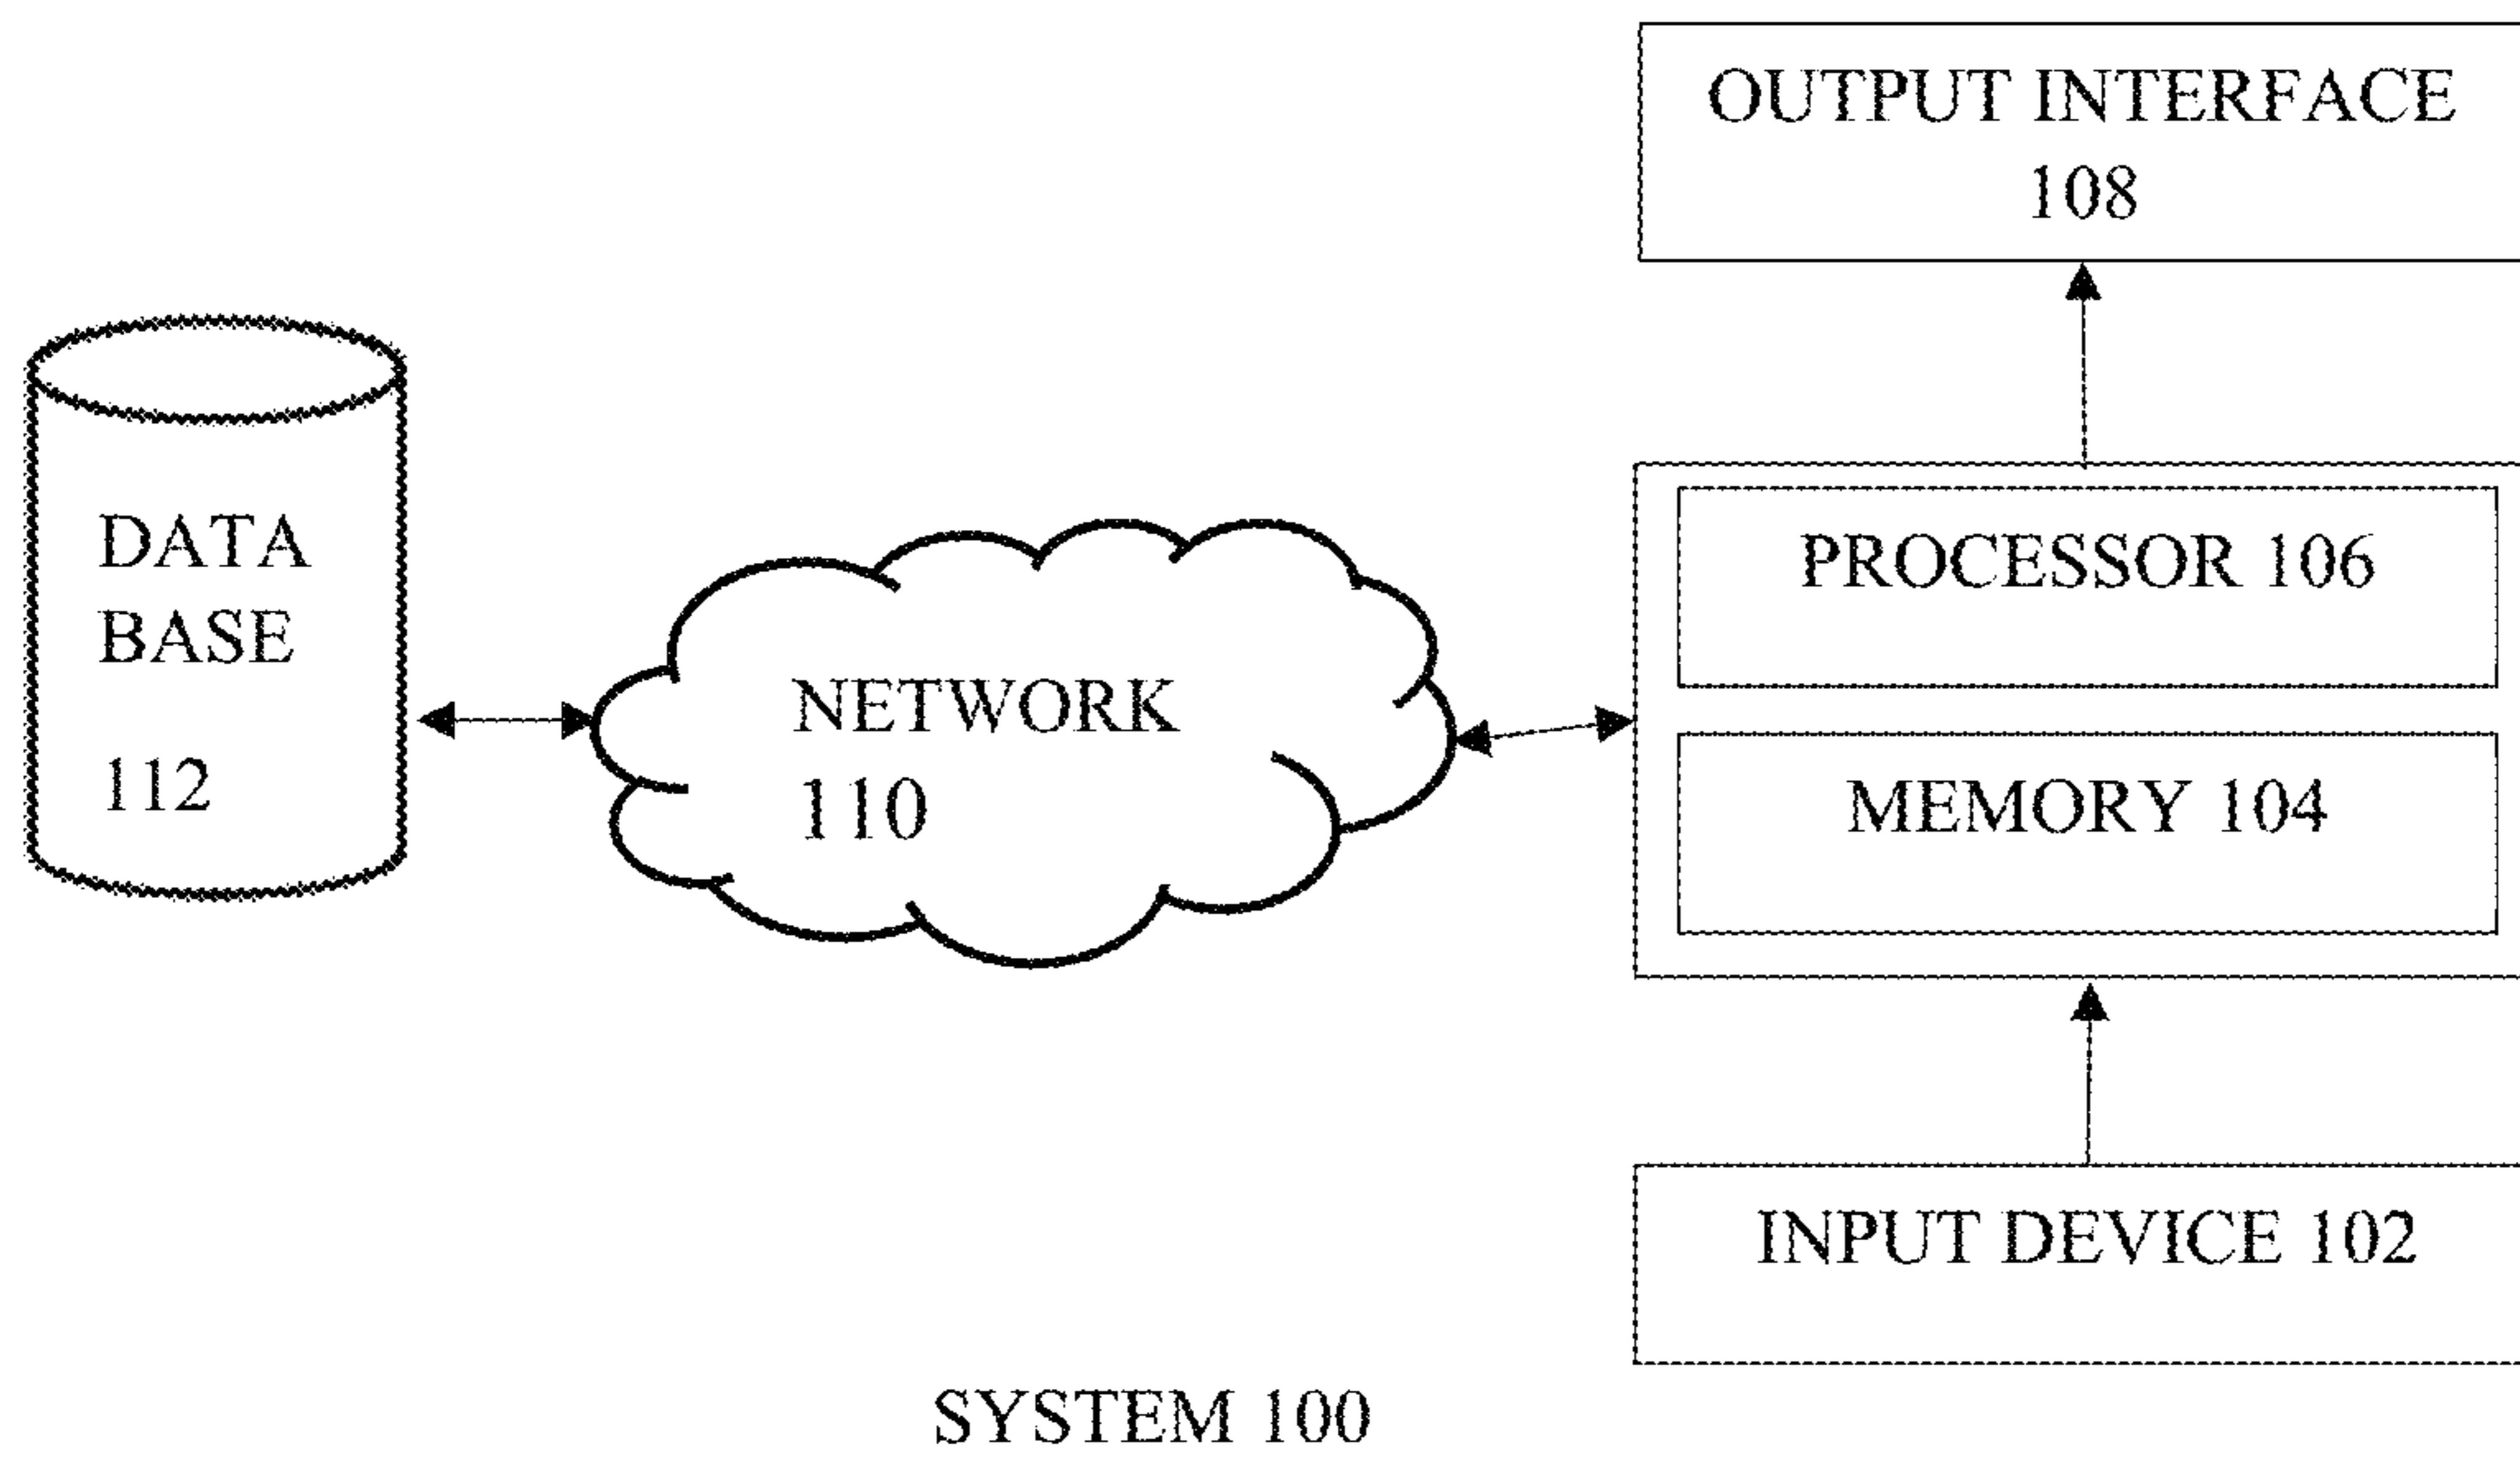 OUTPUT INTERFACE
108
DATA
BASE
112
NETWORK
110
PROCESSOR 106
MEMORY 104
INPUT DEVICE 102
SYSTEM 100